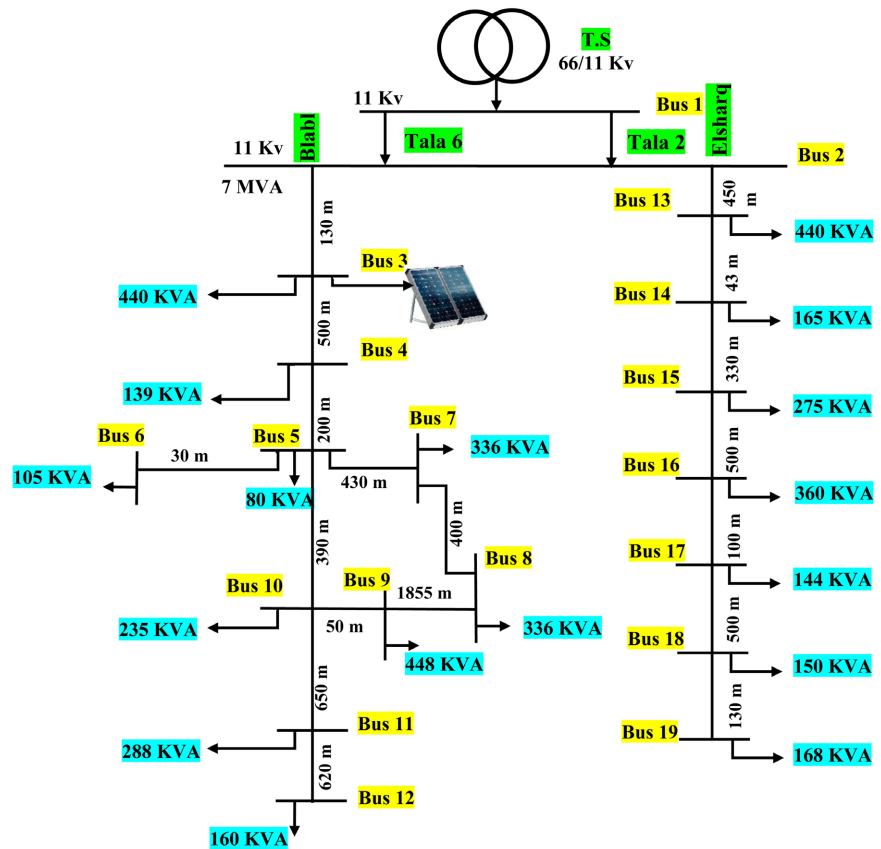 T.S
66/11 Kv
11 Kv
Bus 1
Blabl
Tala 6
Tala 2
Elsharq
11 Kv
Bus 2
7 MVA
130 m
450 m
Bus 13
440 KVA
Bus 3
440 KVA
43 m
Bus 14
165 KVA
500 m
Bus 4
139 KVA
330 m
Bus 15
275 KVA
200 m
Bus 7
336 KVA
Bus 6
30 m
Bus 5
105 KVA
80 KVA
430 m
500 m
Bus 16
360 KVA
400 m
390 m
Bus 8
100 m
Bus 17
144 KVA
Bus 10
Bus 9
1855 m
235 KVA
50 m
336 KVA
448 KVA
500 m
Bus 18
150 KVA
650 m
Bus 11
288 KVA
130 m
Bus 19
168 KVA
620 m
Bus 12
160 KVA